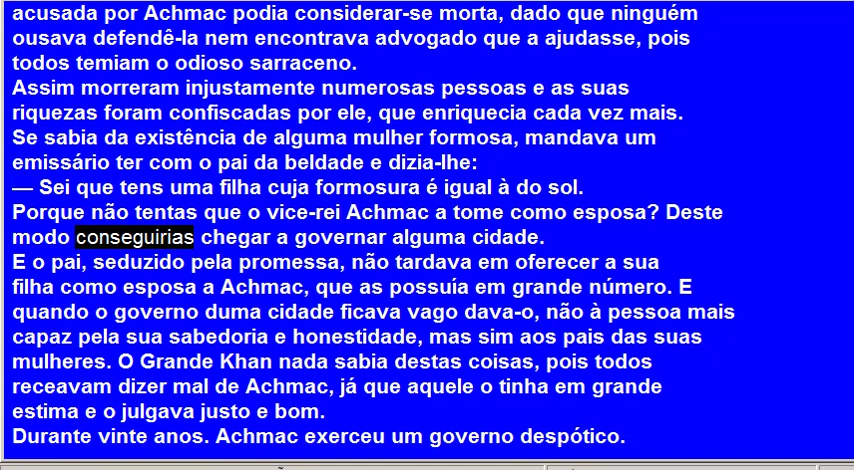 acusada por Achmac podia considerar-se morta, dado que ninguém
ousava defendê-la nem encontrava advogado que a ajudasse, pois
todos temiam o odioso sarraceno.
Assim morreram injustamente numerosas pessoas e as suas
riquezas foram confiscadas por ele, que enriquecia cada vez mais.
Se sabia da existência de alguma mulher formosa, mandava um
emissário ter com o pai da beldade e dizia-lhe:
— Sei que tens uma filha cuja formosura é igual à do sol.
Porque não tentas que o vice-rei Achmac a tome como esposa? Deste
modo conseguirias chegar a governar alguma cidade.
E o pai, seduzido pela promessa, não tardava em oferecer a sua
filha como esposa a Achmac, que as possuía em grande número. E
quando o governo duma cidade ficava vago dava-o, não à pessoa mais
capaz pela sua sabedoria e honestidade, mas sim aos pais das suas
mulheres. O Grande Khan nada sabia destas coisas, pois todos
receavam dizer mal de Achmac, já que aquele o tinha em grande
estima e o julgava justo e bom.
Durante vinte anos. Achmac exerceu um governo despótico.